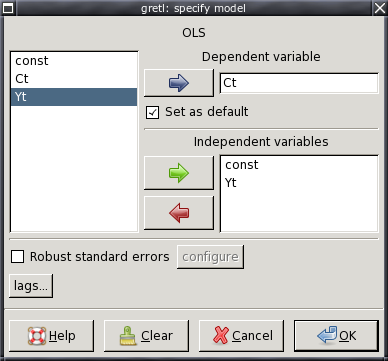 gretl: specify model
OLS
const
Ct
Yt
Dependent variable
Ct
Set as default
Independent variables
const
Yt
Robust standard errors
configure
lags...
Help
Clear
Cancel
OK